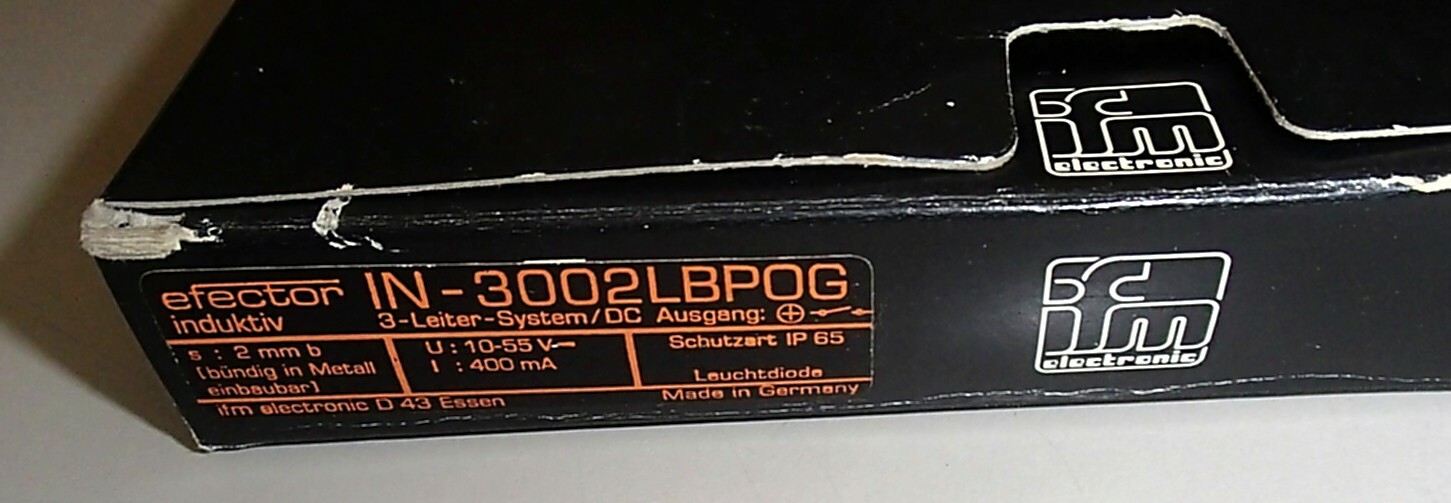 ifm
electronic
efector IN-3002LBPOG
induktiv 3-Leiter-System/DC Ausgang:
s : 2 mm b
(bündig in Metall
einbaubar)
U : 10-55 V
I : 400 mA
Schutzart IP 65
Leuchtdiode
ifm electronic D 43 Essen
Made in Germany
ifm
electronic